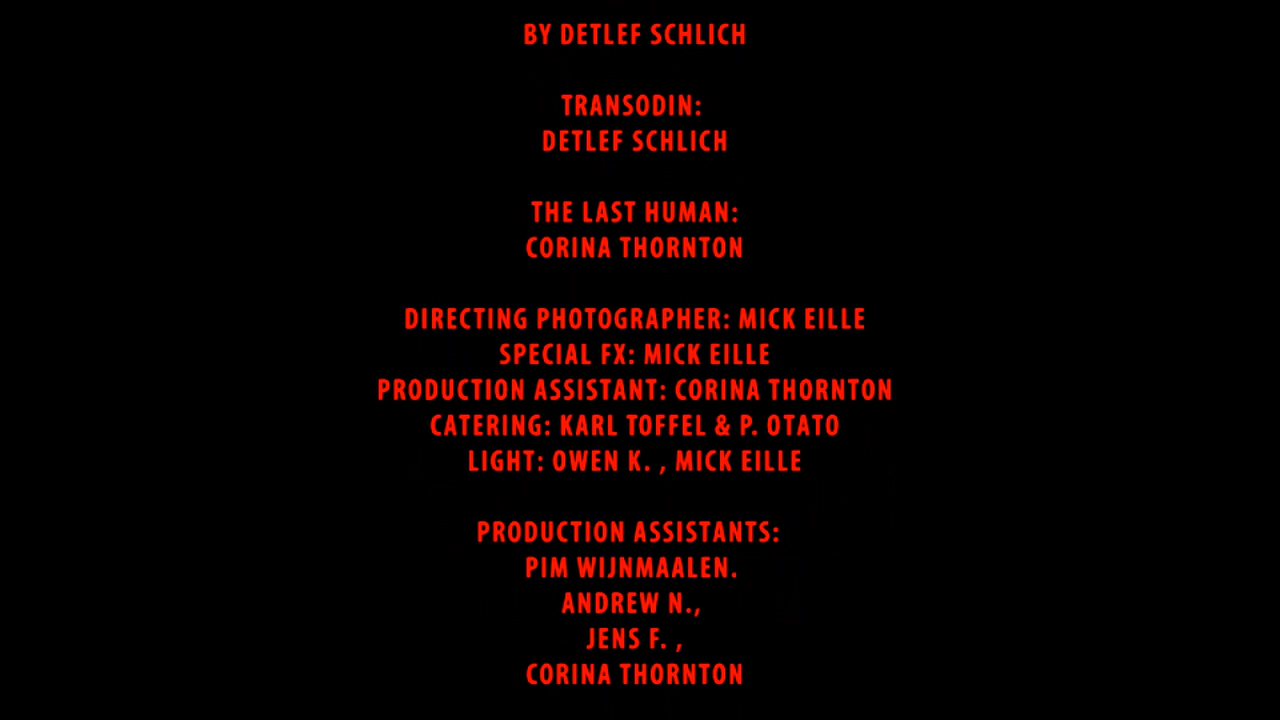 BY DETLEF SCHLICH
TRANSODIN:
DETLEF SCHLICH
THE LAST HUMAN:
CORINA THORNTON
DIRECTING PHOTOGRAPHER: MICK EILLE
SPECIAL FX: MICK EILLE
PRODUCTION ASSISTANT: CORINA THORNTON
CATERING: KARL TOFFEL & P. OTATO
LIGHT: OWEN K. , MICK EILLE
PRODUCTION ASSISTANTS:
PIM WIJNMAALEN.
ANDREW N.,
JENS F. ,
CORINA THORNTON